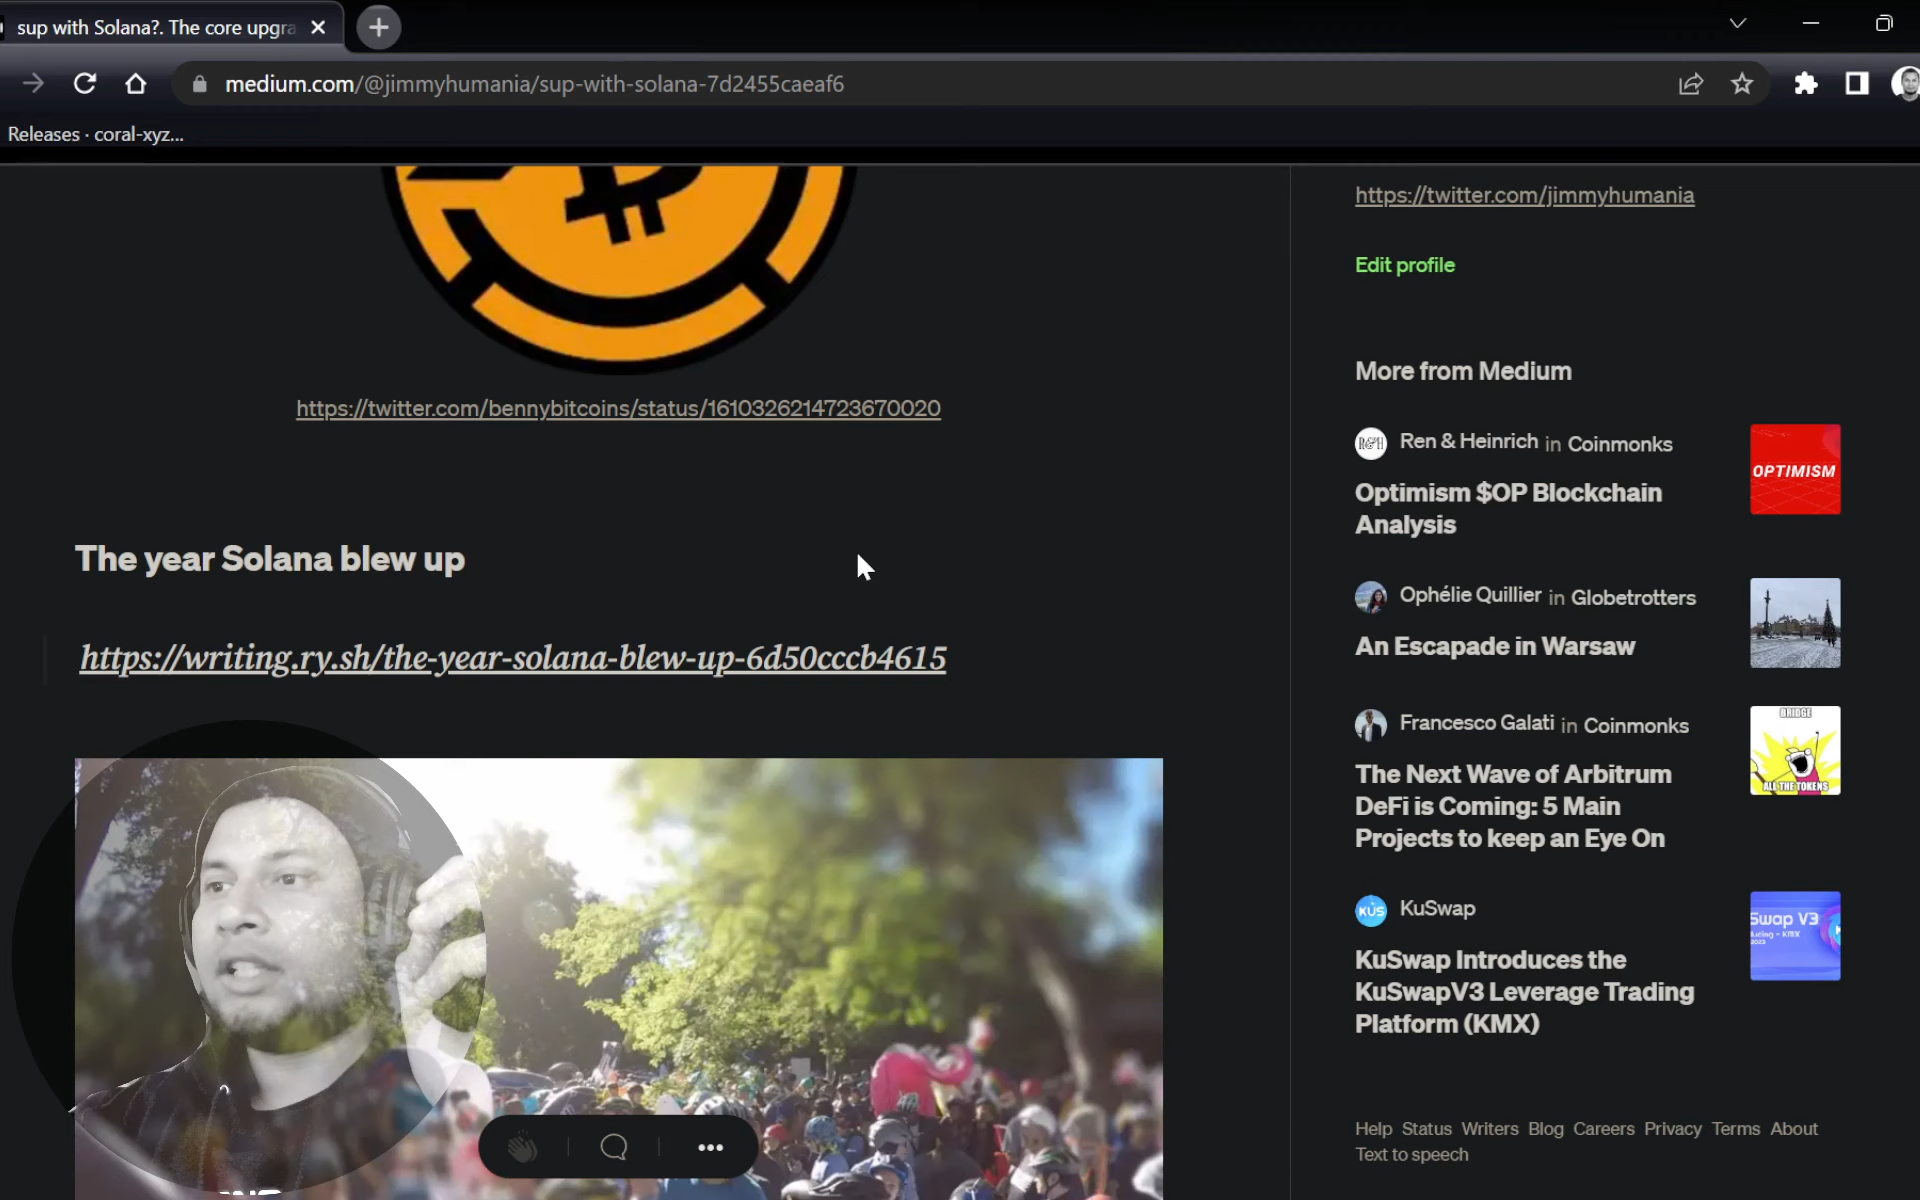 sup with Solana?. The core upgra
medium.com/@jimmyhumania/sup-with-solana-7d2455caeaf6
Releases · coral-xyz...
https://twitter.com/bennybitcoins/status/1610326214723670020
The year Solana blew up
https://writing.ry.sh/the-year-solana-blew-up-6d50cccb4615
https://twitter.com/jimmyhumania
Edit profile
More from Medium
R&H
Ren & Heinrich in Coinmonks
Optimism $OP Blockchain
Analysis
OPTIMISM
Ophélie Quillier in Globetrotters
An Escapade in Warsaw
Francesco Galati in Coinmonks
The Next Wave of Arbitrum
DeFi is Coming: 5 Main
Projects to keep an Eye On
BRIDGE
ALL THE TOKENS
KUS
KuSwap
KuSwap Introduces the
KuSwapV3 Leverage Trading
Platform (KMX)
Swap V3
Help Status Writers Blog Careers Privacy Terms About
Text to speech